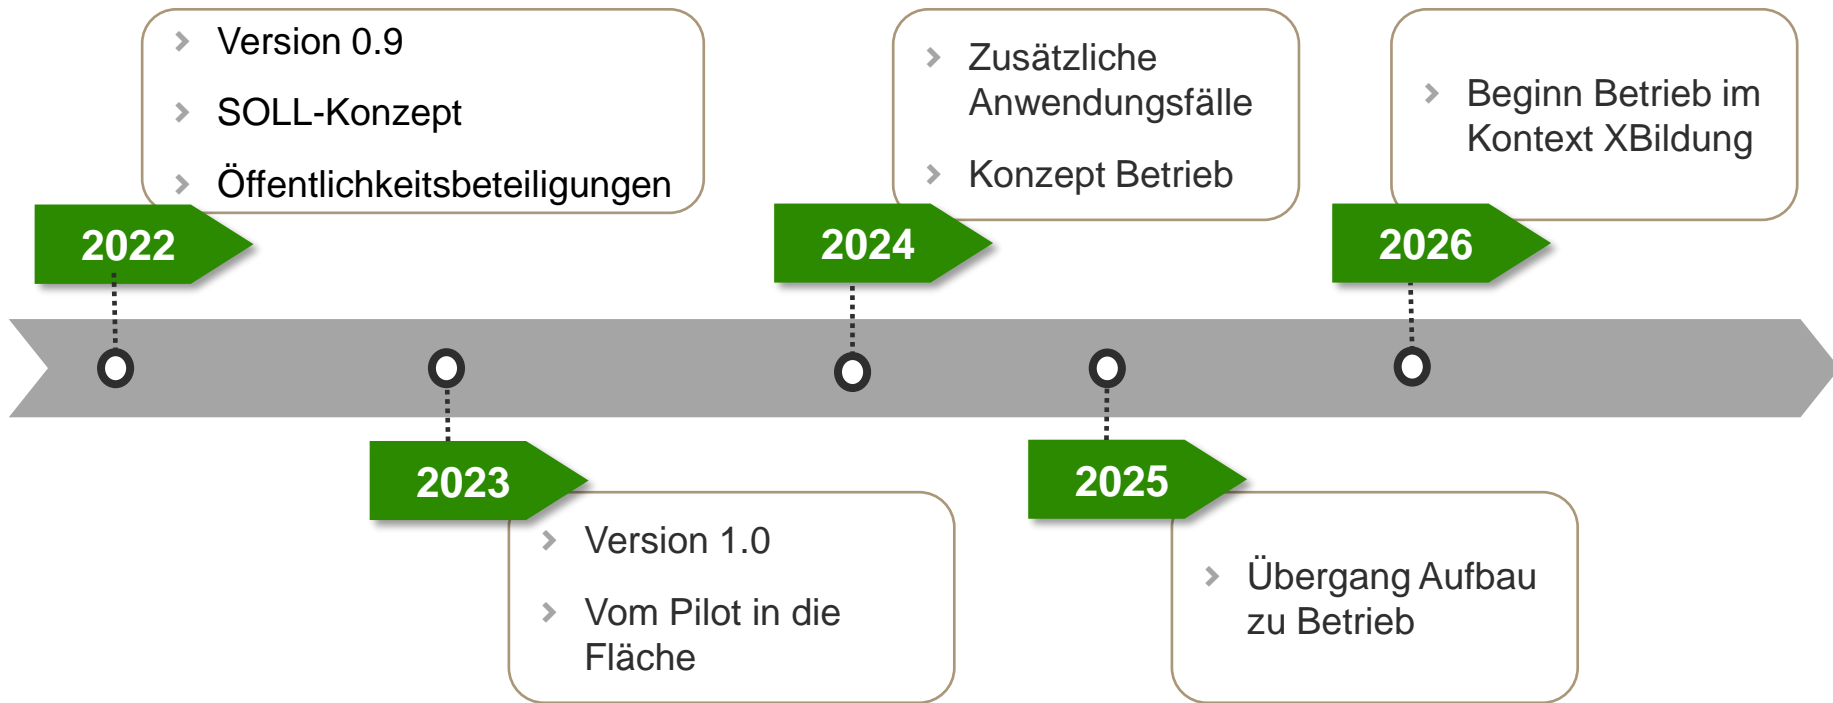 2022
Version 0.9
SOLL-Konzept
Öffentlichkeitsbeteiligungen
2023
Version 1.0
Vom Pilot in die
Fläche
2024
Zusätzliche
Anwendungsfälle
Konzept Betrieb
2025
Übergang Aufbau
zu Betrieb
2026
Beginn Betrieb im
Kontext XBildung